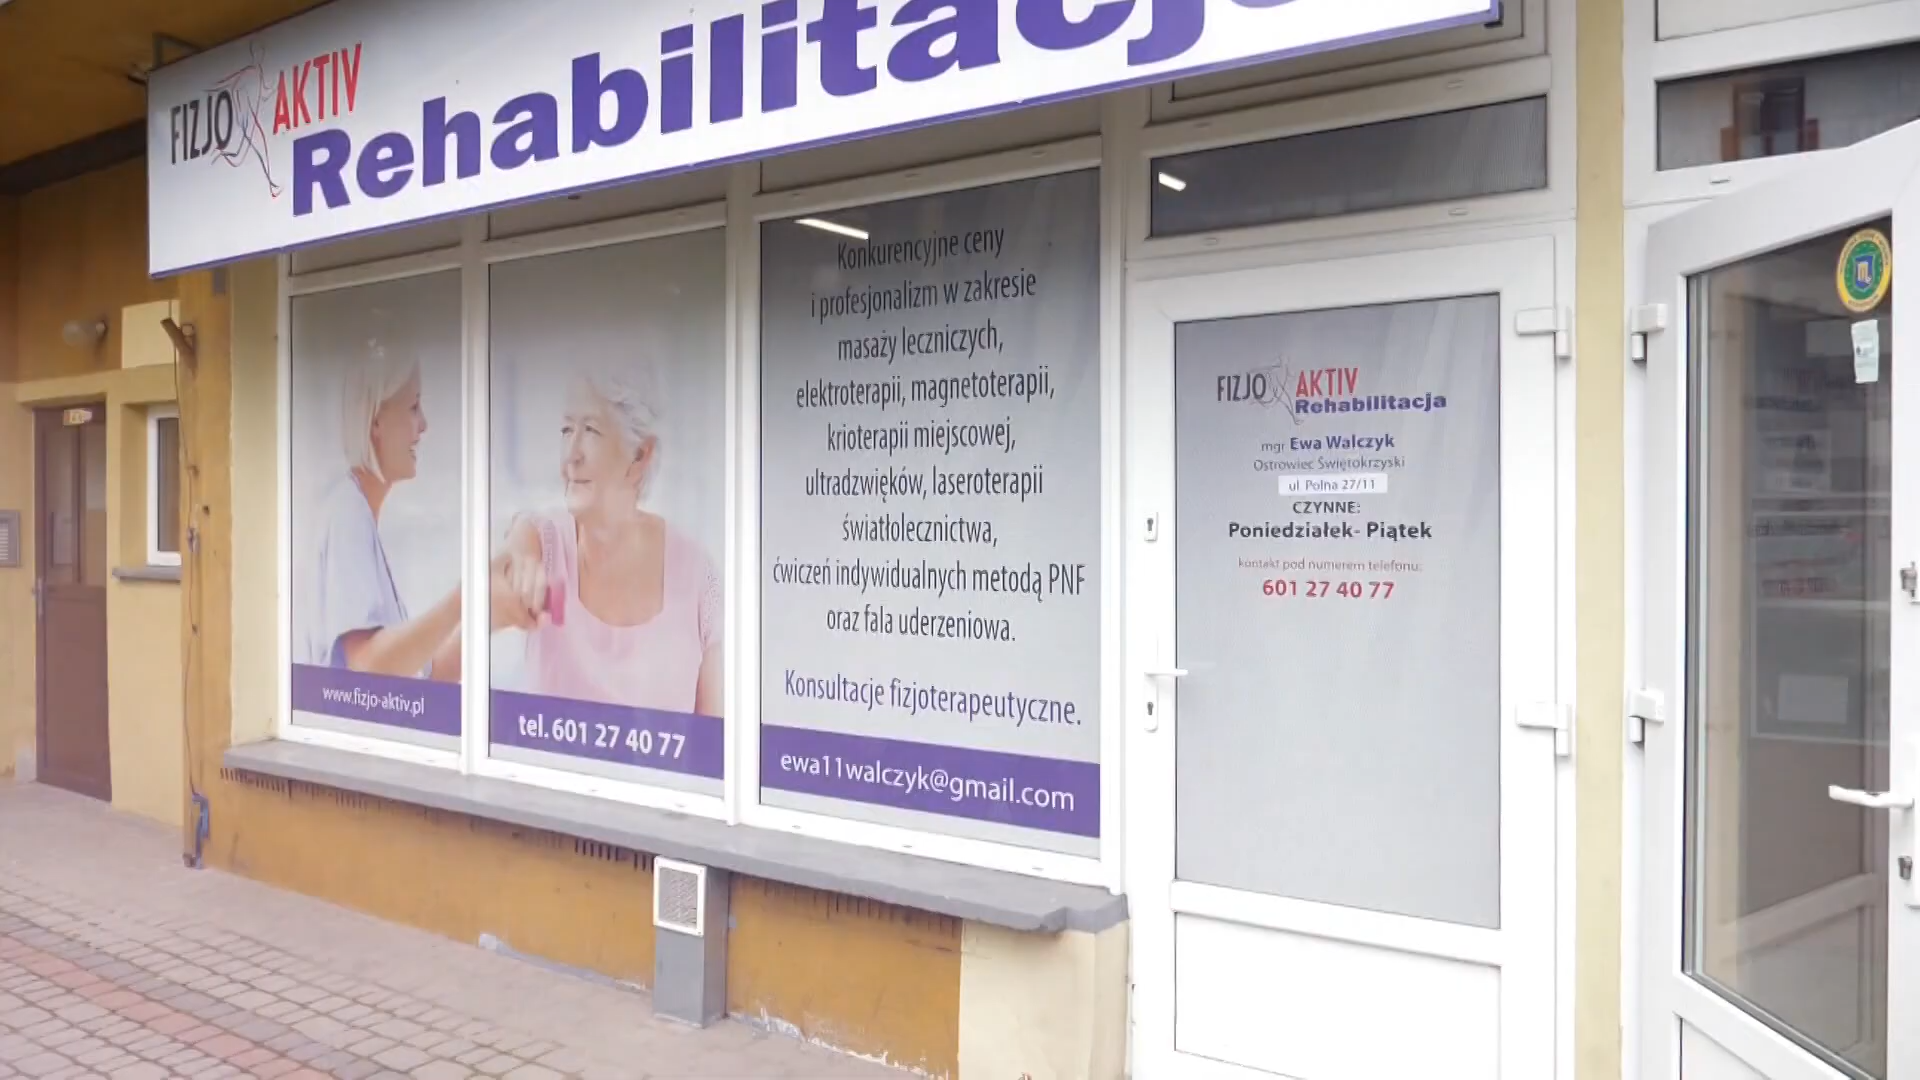 FIZJO AKTIV
Rehabilitacja
Konkurencyjne ceny
i profesjonalizm w zakresie
masaży leczniczych,
elektroterapii, magnetoterapii,
krioterapii miejscowej,
ultradzwięków, laseroterapii
światłolecznictwa,
ćwiczeń indywidualnych metodą PNF
oraz fala uderzeniowa.
Konsultacje fizjoterapeutyczne.
www.fizjo-aktiv.pl
tel. 601 27 40 77
ewa11walczyk@gmail.com
FIZJO AKTIV
Rehabilitacja
mgr Ewa Walczyk
Ostrowiec Świętokrzyski
ul. Polna 27/11
CZYNNE:
Poniedziałek- Piątek
kontakt pod numerem telefonu:
601 27 40 77